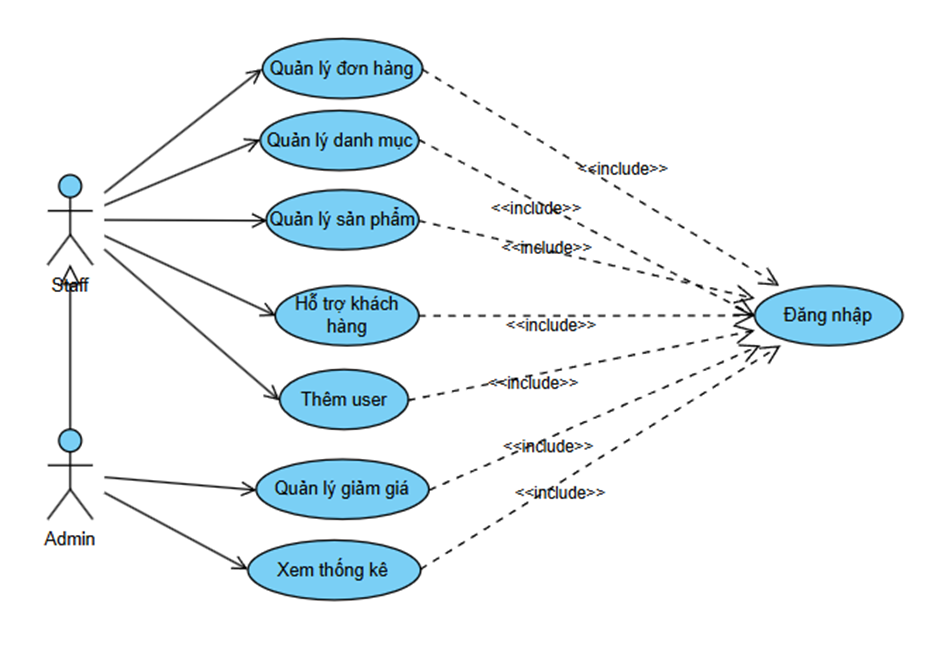 Quản lý đơn hàng
Quản lý danh mục
<<include>>
<<include>>
Quản lý sản phẩm
<<include>>
Staff
Hỗ trợ khách
hàng
<<include>>
Đăng nhập
<<include>>
Thêm user
<<include>>
Quản lý giảm giá
<<include>>
Admin
Xem thống kê